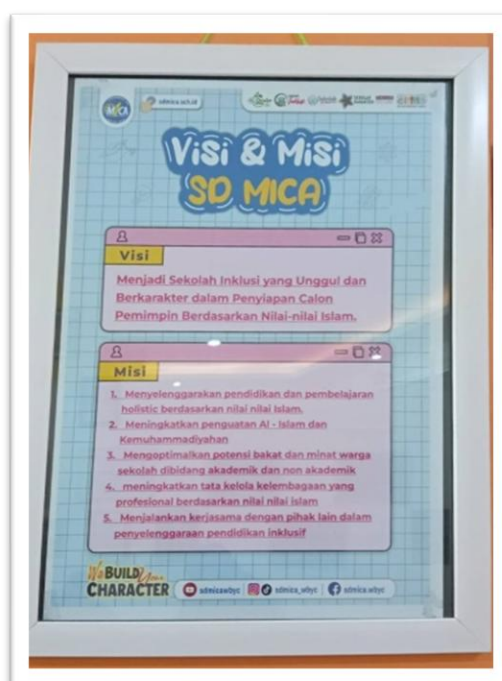 MICA
sdmica.sch.id
Visi & Misi
SD MICA
Visi
Menjadi Sekolah Inklusi yang Unggul dan
Berkarakter dalam Penyiapan Calon
Pemimpin Berdasarkan Nilai-nilai Islam.
Misi
1. Menyelenggarakan pendidikan dan pembelajaran
holistic berdasarkan nilai nilai Islam.
2. Meningkatkan penguatan Al - Islam dan
Kemuhammadiyahan
3. Mengoptimalkan potensi bakat dan minat warga
sekolah dibidang akademik dan non akademik
4. meningkatkan tata kelola kelembagaan yang
profesional berdasarkan nilai nilai islam
5. Menjalankan kerjasama dengan pihak lain dalam
penyelenggaraan pendidikan inklusif
We BUILD Your
CHARACTER
sdmicawbyc
sdmica_wbyc
sdmica.wbyc